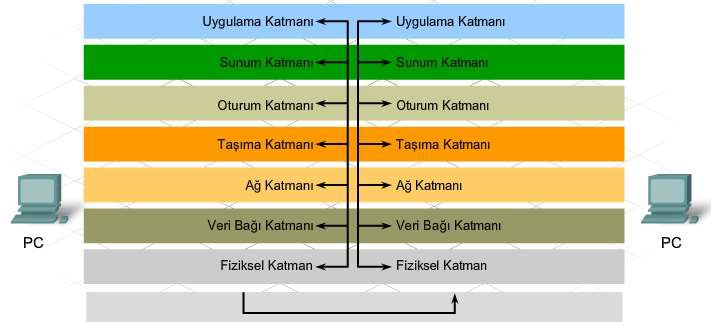 Uygulama Katmanı Uygulama Katmanı
Sunum Katmanı Sunum Katmanı
Oturum Katmanı Oturum Katmanı
Taşıma Katmanı Taşıma Katmanı
Ağ Katmanı Ağ Katmanı
Veri Bağı Katmanı Veri Bağı Katmanı
PC PC
Fiziksel Katman Fiziksel Katman